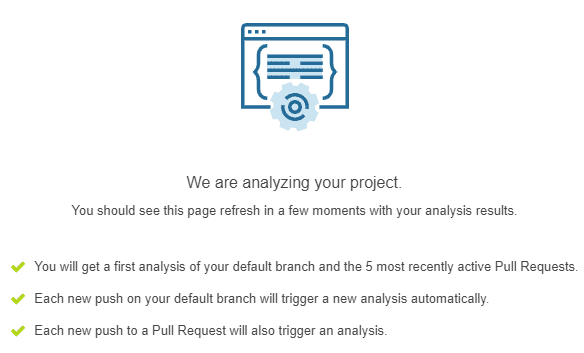 We are analyzing your project.
You should see this page refresh in a few moments with your analysis results.
You will get a first analysis of your default branch and the 5 most recently active Pull Requests.
Each new push on your default branch will trigger a new analysis automatically.
Each new push to a Pull Request will also trigger an analysis.